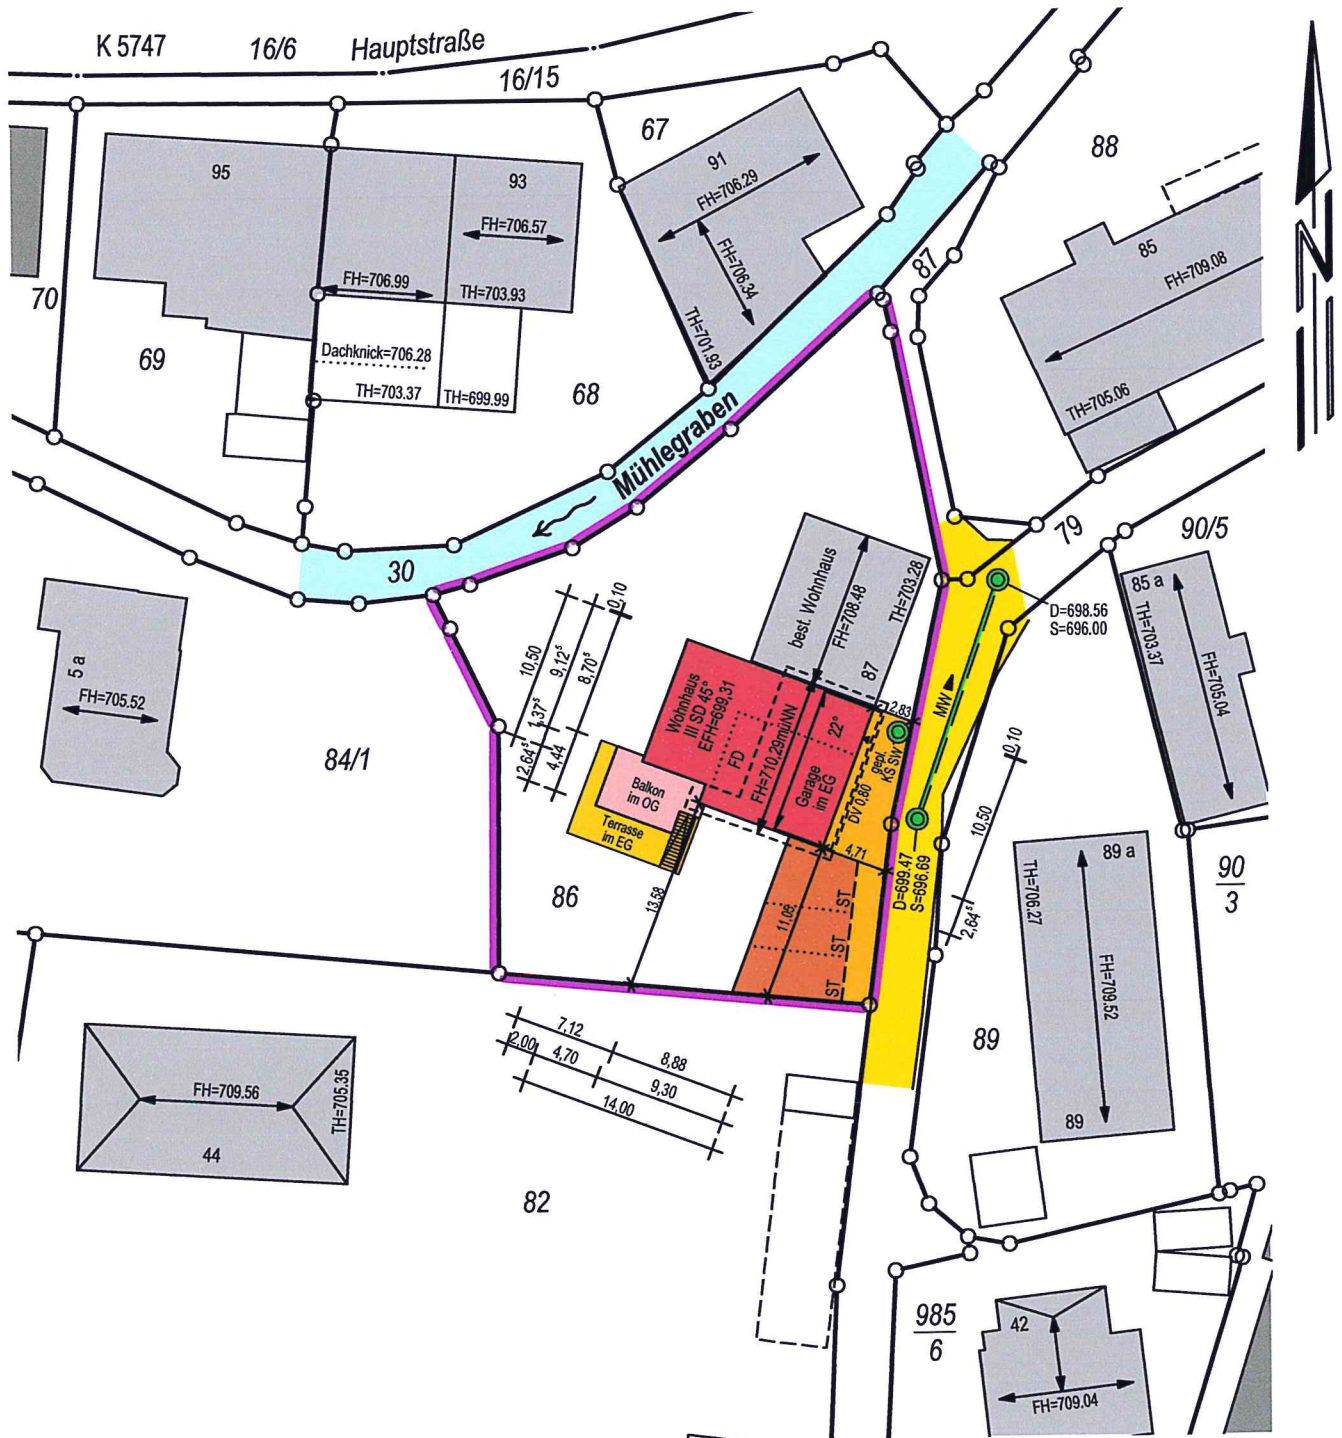 K 5747
16/6
Hauptstraße
16/15
67
88
95
93
91
FH=706.29
FH=706.57
FH=706.34
FH=706.99
TH=703.93
TH=701.93
87
85
FH=709.08
TH=705.06
70
69
Dachknick=706.28
TH=703.37
TH=699.99
68
Mühlegraben
30
79
90/5
85 a
TH=703.37
FH=705.04
D=698.56
S=696.00
best. Wohnhaus
FH=708.48
TH=703.28
87
5 a
FH=705.52
84/1
10,50
9,12⁵
8,70⁵
0,10
1,37⁵
2,64⁵
4,44
Wohnhaus
III SD 45°
EFH=699,31
FD
FH=710,29müNN
22°
Garage
im EG
2,83
gepl.
KS SW
DV 0,80
MW
Balkon
im OG
Terrasse
im EG
4,71
D=699.47
S=696.69
0,10
10,50
2,64⁵
86
13,58
11,09
ST
ST
ST
89 a
TH=706.27
FH=709.52
89
89
90
3
7,12
8,88
2,00
4,70
9,30
14,00
FH=709.56
TH=705.35
44
82
985
6
42
FH=709.04
N